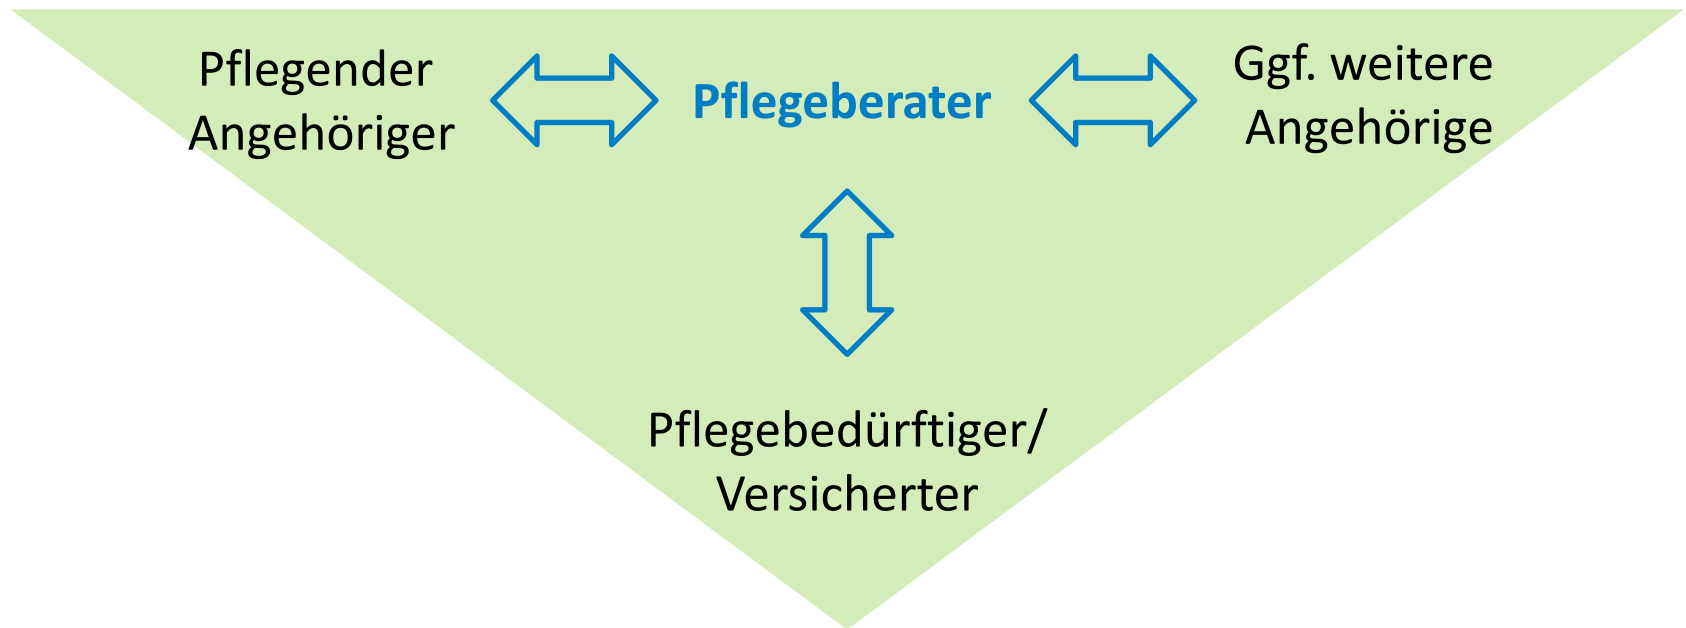 Pflegender
Angehöriger
Pflegeberater
Ggf. weitere
Angehörige
Pflegebedürftiger/
Versicherter